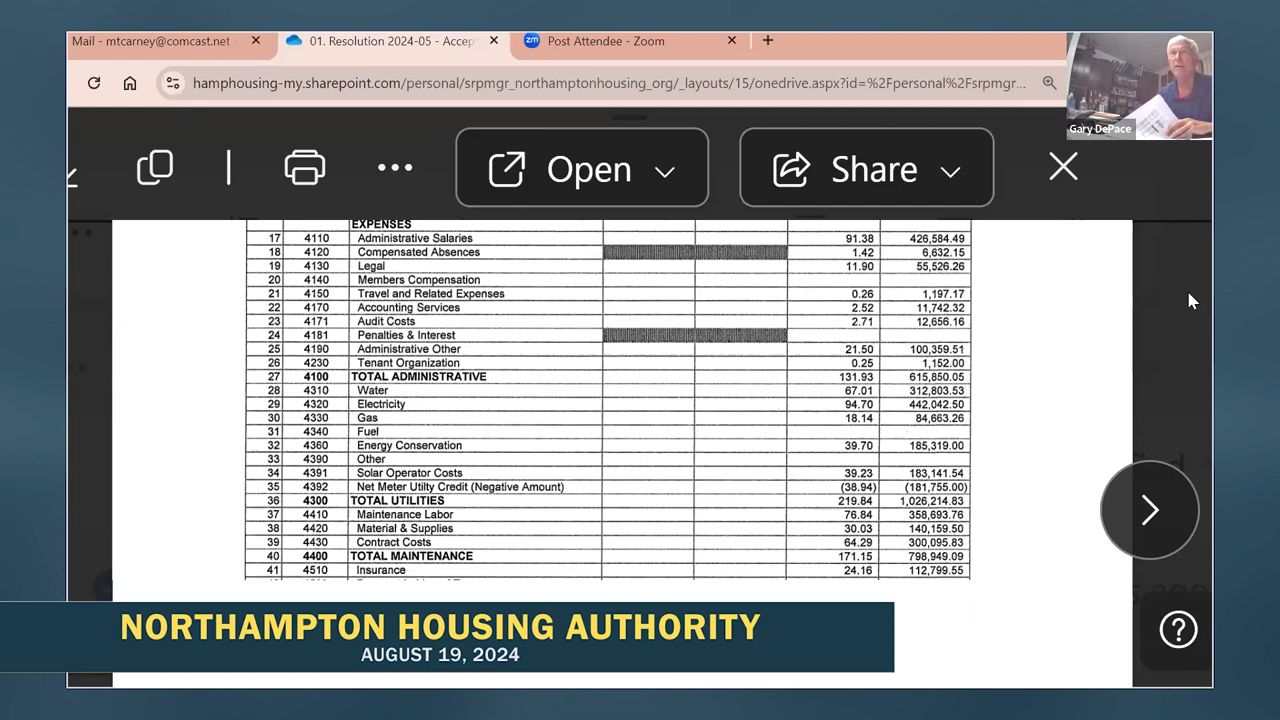 Mail - mtcarney@comcast.net -
01. Resolution 2024-05 - Accep
zm Post Attendee - Zoom
hamphousing-my.sharepoint.com/personal/srpmgr_northamptonhousing_org/_layouts/15/onedrive.aspx?id=%2Fpersonal%2Fsrpmgr...
Gary DePace
Open
Share
EXPENSES
17 4110 Administrative Salaries 91.38 426,584.49
18 4120 Compensated Absences 1.42 6,632.15
19 4130 Legal 11.90 55,526.26
20 4140 Members Compensation
21 4150 Travel and Related Expenses 0.26 1,197.17
22 4170 Accounting Services 2.52 11,742.32
23 4171 Audit Costs 2.71 12,656.16
24 4181 Penalties & Interest
25 4190 Administrative Other 21.50 100,359.51
26 4230 Tenant Organization 0.25 1,152.00
27 4100 TOTAL ADMINISTRATIVE 131.93 615,850.05
28 4310 Water 67.01 312,803.53
29 4320 Electricity 94.70 442,042.50
30 4330 Gas 18.14 84,663.26
31 4340 Fuel
32 4360 Energy Conservation 39.70 185,319.00
33 4390 Other
34 4391 Solar Operator Costs 39.23 183,141.54
35 4392 Net Meter Utilty Credit (Negative Amount) (38.94) (181,755.00)
36 4300 TOTAL UTILITIES 219.84 1,026,214.83
37 4410 Maintenance Labor 76.84 358,693.76
38 4420 Material & Supplies 30.03 140,159.50
39 4430 Contract Costs 64.29 300,095.83
40 4400 TOTAL MAINTENANCE 171.15 798,949.09
41 4510 Insurance 24.16 112,799.55
NORTHAMPTON HOUSING AUTHORITY
AUGUST 19, 2024